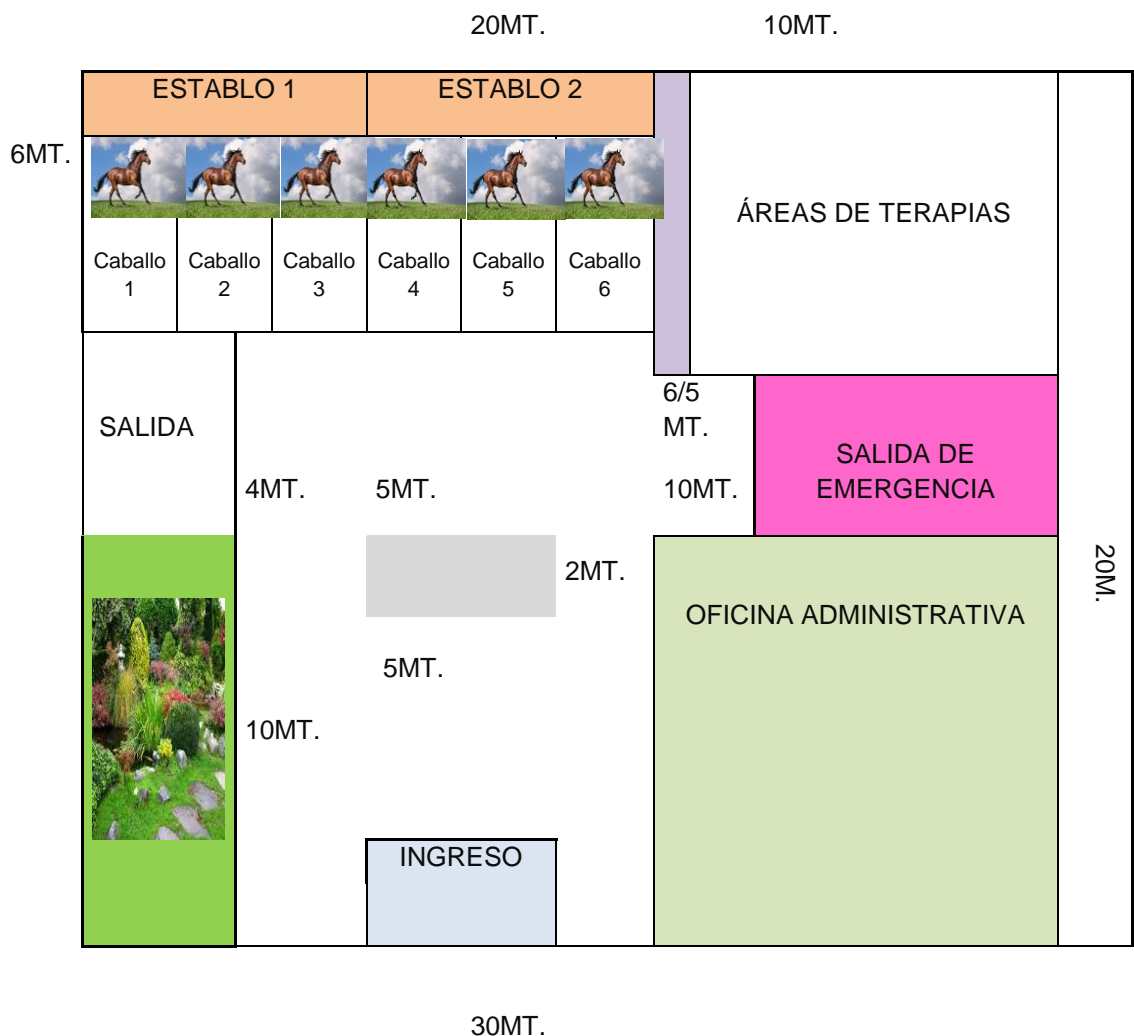 20MT.
10MT.
ESTABLO 1
ESTABLO 2
6MT.
ÁREAS DE TERAPIAS
Caballo
1
Caballo
2
Caballo
3
Caballo
4
Caballo
5
Caballo
6
6/5
MT.
SALIDA
SALIDA DE
EMERGENCIA
4MT.
5MT.
10MT.
2MT.
20M.
OFICINA ADMINISTRATIVA
5MT.
10MT.
INGRESO
30MT.